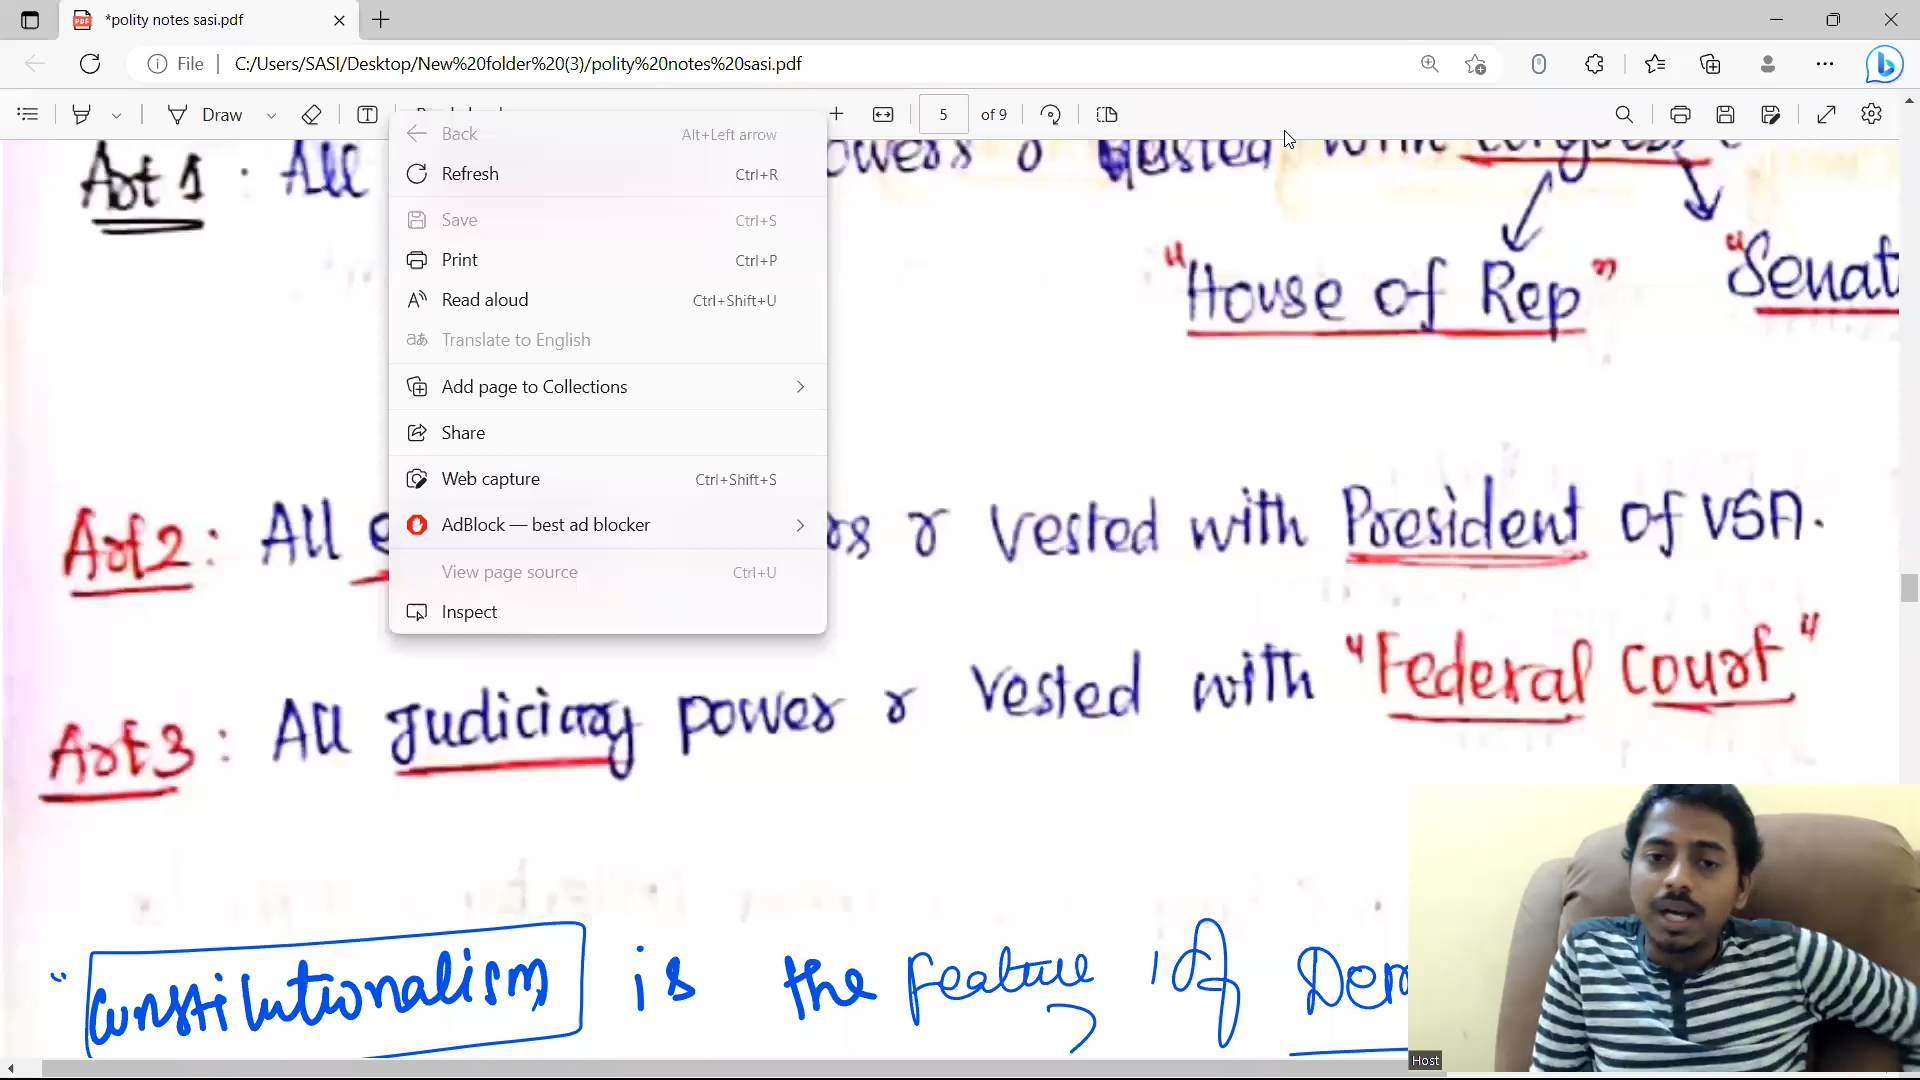 *polity notes sasi.pdf
File
C:/Users/SASI/Desktop/New%20folder%20(3)/polity%20notes%20sasi.pdf
Draw
5 of 9
Back Alt+Left arrow
Refresh Ctrl+R
Save Ctrl+S
Print Ctrl+P
Read aloud Ctrl+Shift+U
Translate to English
Add page to Collections
Share
Web capture Ctrl+Shift+S
AdBlock — best ad blocker
View page source Ctrl+U
Inspect
Art 1 : All
vested with
"House of Rep" "Senat
Art2 : All r vested with President of USA.
Art3 : All Judiciary power r vested with "Federal Court"
"Constitutionalism is the feature of Dem
Host